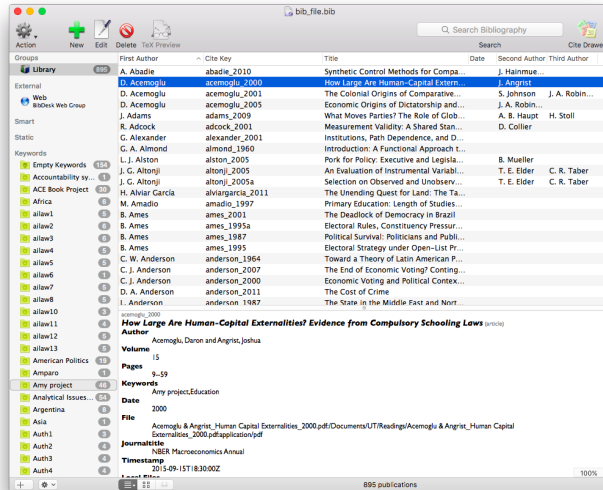 bib_file.bib
Action New Edit Delete TeX Preview Search Bibliography Search Cite Drawe
Groups First Author Cite Key Title Date Second Author Third Author
Library 895
External
Web
BibDesk Web Group
Smart
Static
Keywords
Empty Keywords 154
Accountability sy... 1
ACE Book Project 30
Africa 6
ailaw1 5
ailaw2 6
ailaw3 6
ailaw4 5
ailaw5 5
ailaw6 1
ailaw7 5
ailaw8 5
ailaw10 3
ailaw11 4
ailaw12 5
ailaw13 5
American Politics 19
Amparo 1
Amy project 46
Analytical Issues... 54
Argentina 8
Asia 1
Auth1 3
Auth2 4
Auth3 4
Auth4 4
A. Abadie abadie_2010 Synthetic Control Methods for Compa... J. Hainmue...
D. Acemoglu acemoglu_2000 How Large Are Human-Capital Extern... J. Angrist
D. Acemoglu acemoglu_2001 The Colonial Origins of Comparative... S. Johnson J. A. Robin...
D. Acemoglu acemoglu_2005 Economic Origins of Dictatorship and... J. A. Robin...
J. Adams adams_2009 What Moves Parties? The Role of Glob... A. B. Haupt H. Stoll
R. Adcock adcock_2001 Measurement Validity: A Shared Stan... D. Collier
G. Alexander alexander_2001 Institutions, Path Dependence, and D...
G. A. Almond almond_1960 Introduction: A Functional Approach t...
L. J. Alston alston_2005 Pork for Policy: Executive and Legisla... B. Mueller
J. G. Altonji altonji_2005 An Evaluation of Instrumental Variabl... T. E. Elder C. R. Taber
J. G. Altonji altonji_2005a Selection on Observed and Unobserv... T. E. Elder C. R. Taber
H. Alviar García alviargarcia_2011 The Unending Quest for Land: The Ta...
M. Amadio amadio_1997 Primary Education: Length of Studies...
B. Ames ames_2001 The Deadlock of Democracy in Brazil
B. Ames ames_1995a Electoral Rules, Constituency Pressur...
B. Ames ames_1987 Political Survival: Politicians and Publi...
B. Ames ames_1995 Electoral Strategy under Open-List Pr...
C. W. Anderson anderson_1964 Toward a Theory of Latin American P...
C. J. Anderson anderson_2007 The End of Economic Voting? Conting...
C. J. Anderson anderson_2000 Economic Voting and Political Contex...
D. A. Anderson anderson_2011 The Cost of Crime
L. Anderson anderson_1987 The State in the Middle East and Nort...
acemoglu_2000
How Large Are Human-Capital Externalities? Evidence from Compulsory Schooling Laws (article)
Author
Acemoglu, Daron and Angrist, Joshua
Volume
15
Pages
9–59
Keywords
Amy project,Education
Date
2000
File
Acemoglu & Angrist_Human Capital Externalities_2000.pdf:/Documents/UT/Readings/Acemoglu & Angrist_Human Capital
Externalities_2000.pdf:application/pdf
Journaltitle
NBER Macroeconomics Annual
Timestamp
2015-09-15T18:30:00Z
Local Files
100%
895 publications